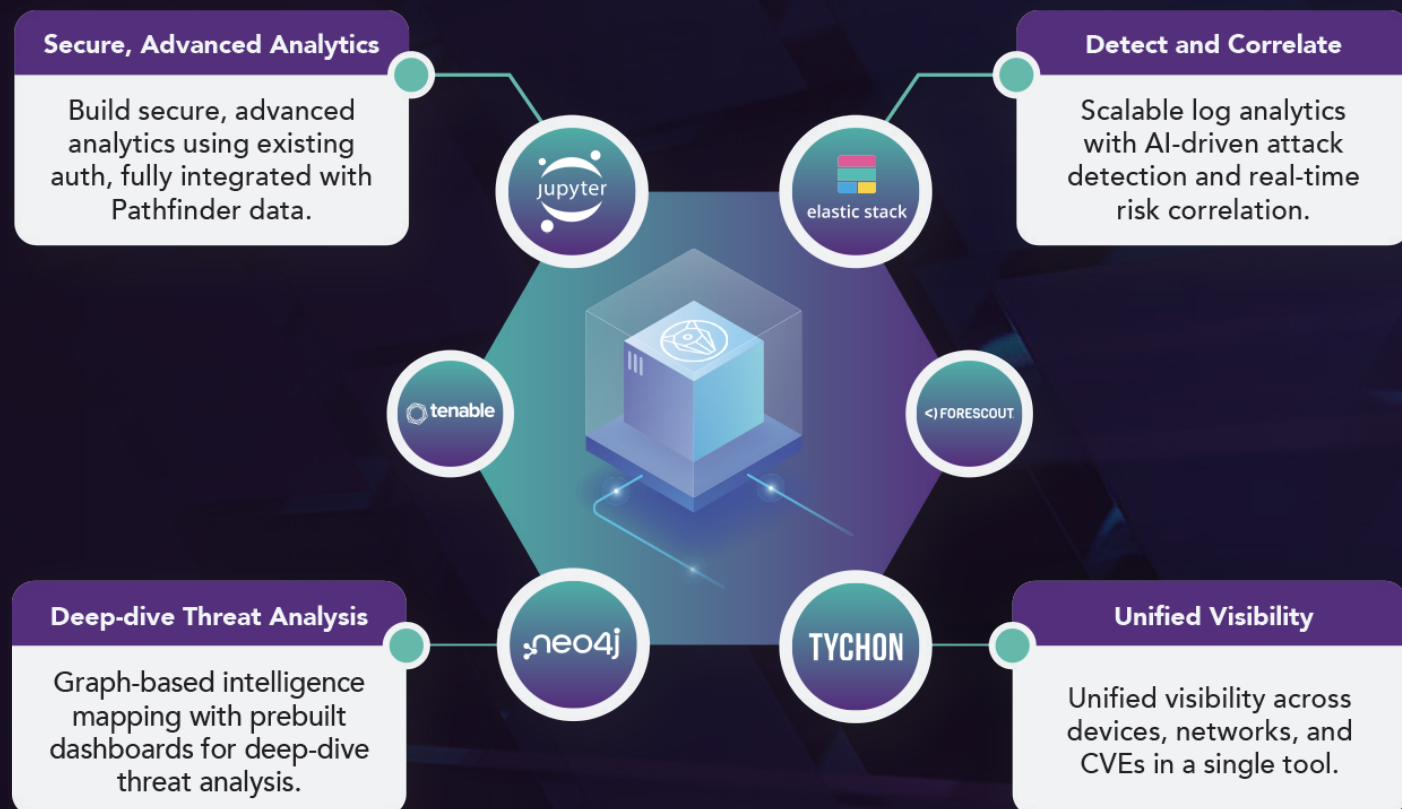 Secure, Advanced Analytics
Build secure, advanced
analytics using existing
auth, fully integrated with
Pathfinder data.
Detect and Correlate
Scalable log analytics
with AI-driven attack
detection and real-time
risk correlation.
jupyter
elastic stack
tenable
<) FORESCOUT.
neo4j
TYCHON
Deep-dive Threat Analysis
Graph-based intelligence
mapping with prebuilt
dashboards for deep-dive
threat analysis.
Unified Visibility
Unified visibility across
devices, networks, and
CVEs in a single tool.